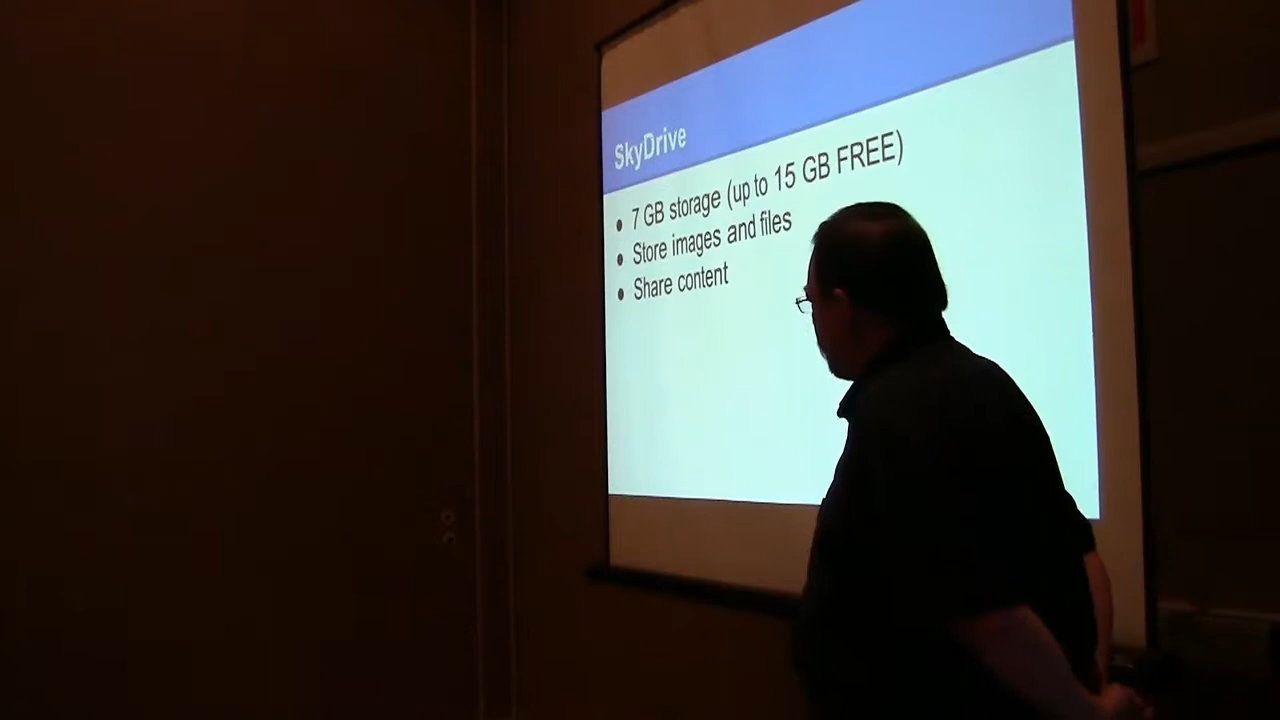 SkyDrive
● 7 GB storage (up to 15 GB FREE)
● Store images and files
● Share content